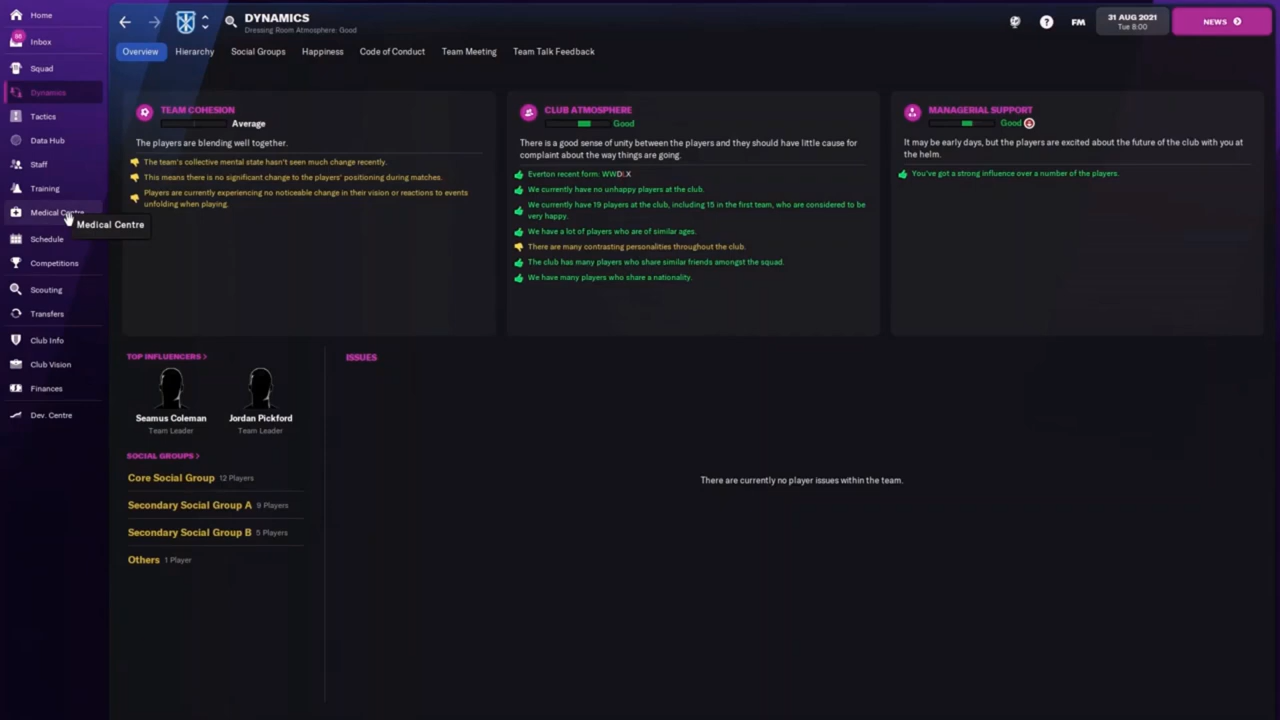 Home
DYNAMICS
Dressing Room Atmosphere: Good
FM
31 AUG 2021
Tue 8:00
NEWS
Inbox
Squad
Dynamics
Tactics
Data Hub
Staff
Training
Medical Centre
Medical Centre
Schedule
Competitions
Scouting
Transfers
Club Info
Club Vision
Finances
Dev. Centre
Overview
Hierarchy
Social Groups
Happiness
Code of Conduct
Team Meeting
Team Talk Feedback
TEAM COHESION
Average
The players are blending well together.
The team's collective mental state hasn't seen much change recently.
This means there is no significant change to the players' positioning during matches.
Players are currently experiencing no noticeable change in their vision or reactions to events
unfolding when playing.
CLUB ATMOSPHERE
Good
There is a good sense of unity between the players and they should have little cause for
complaint about the way things are going.
Everton recent form: WWDLX
We currently have no unhappy players at the club.
We currently have 19 players at the club, including 15 in the first team, who are considered to be
very happy.
We have a lot of players who are of similar ages.
There are many contrasting personalities throughout the club.
The club has many players who share similar friends amongst the squad.
We have many players who share a nationality.
MANAGERIAL SUPPORT
Good
It may be early days, but the players are excited about the future of the club with you at
the helm.
You've got a strong influence over a number of the players.
TOP INFLUENCERS >
Seamus Coleman
Team Leader
Jordan Pickford
Team Leader
SOCIAL GROUPS >
Core Social Group 12 Players
Secondary Social Group A 9 Players
Secondary Social Group B 5 Players
Others 1 Player
ISSUES
There are currently no player issues within the team.